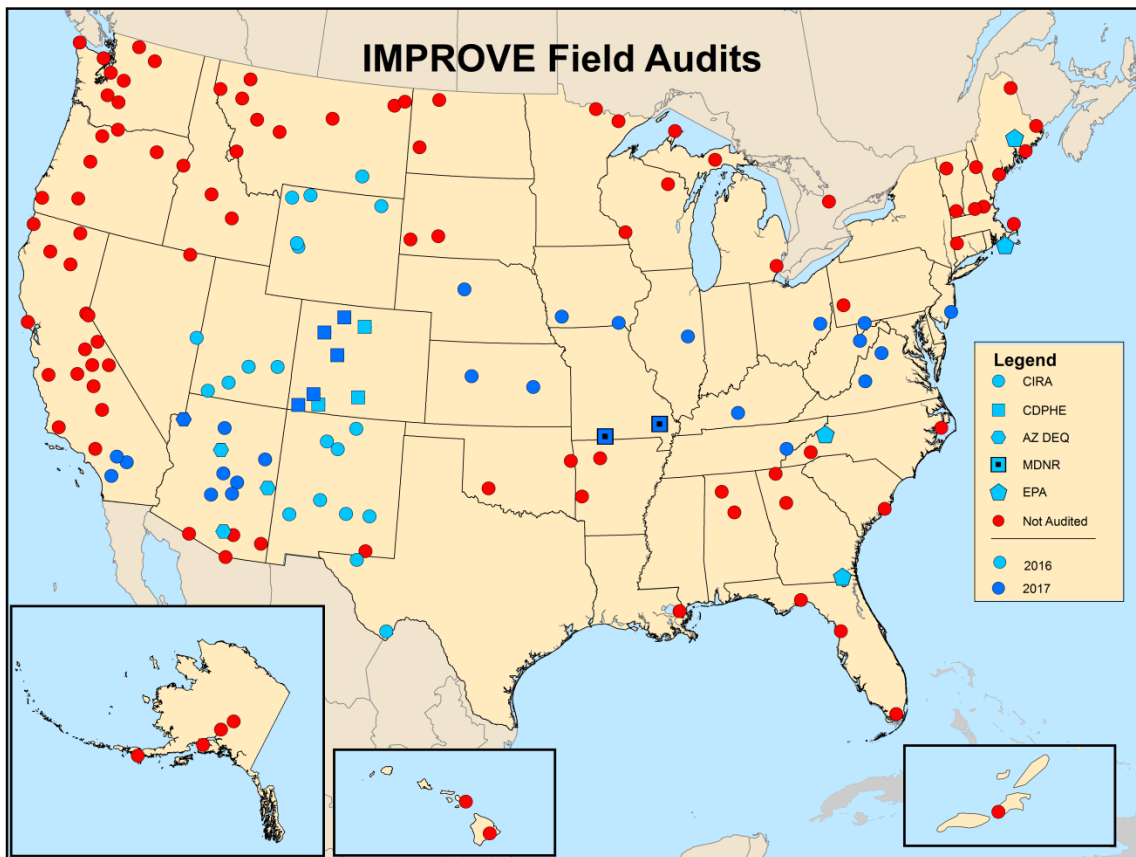 IMPROVE Field Audits
Legend
CIRA
CDPHE
AZ DEQ
MDNR
EPA
Not Audited
2016
2017